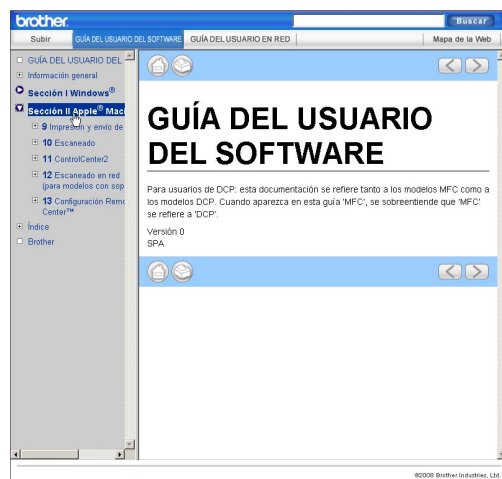 brother
Buscar
Subir
GUÍA DEL USUARIO DEL SOFTWARE
GUÍA DEL USUARIO EN RED
Mapa de la Web
GUÍA DEL USUARIO DEL
Información general
Sección I Windows®
Sección II Apple® Maci
9 Impresión y envío de
10 Escaneado
11 ControlCenter2
12 Escaneado en red
(para modelos con sop
13 Configuración Remo
Center™
Índice
Brother
GUÍA DEL USUARIO
DEL SOFTWARE
Para usuarios de DCP: esta documentación se refiere tanto a los modelos MFC como a
los modelos DCP. Cuando aparezca en esta guía 'MFC', se sobreentiende que 'MFC'
se refiere a 'DCP'.
Versión 0
SPA
©2008 Brother Industries, Ltd.